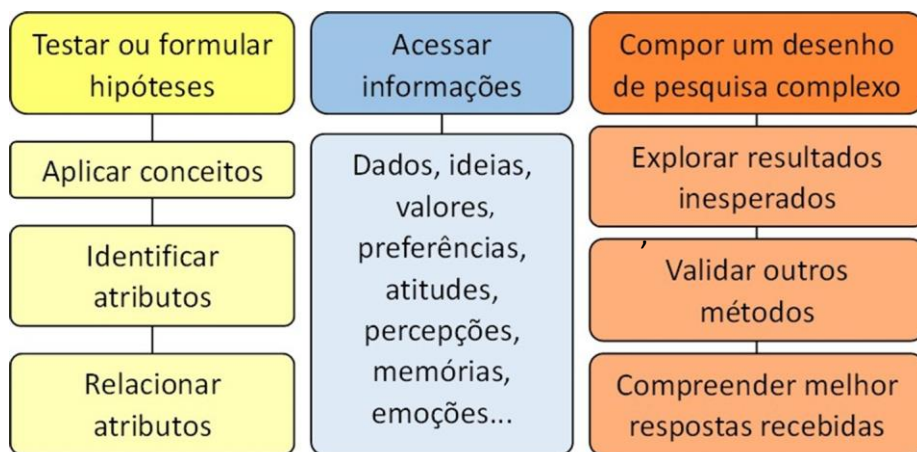 Testar ou formular
hipóteses
Aplicar conceitos
Identificar
atributos
Relacionar
atributos
Acessar
informações
Dados, ideias,
valores,
preferências,
atitudes,
percepções,
memórias,
emoções...
Compor um desenho
de pesquisa complexo
Explorar resultados
inesperados
,
Validar outros
métodos
Compreender melhor
respostas recebidas